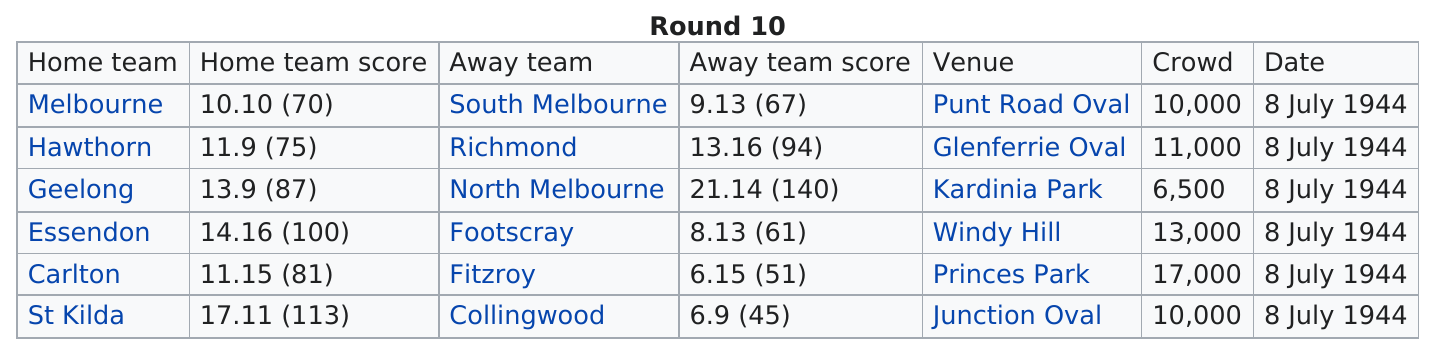 Round 10
Home team Home team score Away team Away team score Venue Crowd Date
Melbourne 10.10 (70) South Melbourne 9.13 (67) Punt Road Oval 10,000 8 July 1944
Hawthorn 11.9 (75) Richmond 13.16 (94) Glenferrie Oval 11,000 8 July 1944
Geelong 13.9 (87) North Melbourne 21.14 (140) Kardinia Park 6,500 8 July 1944
Essendon 14.16 (100) Footscray 8.13 (61) Windy Hill 13,000 8 July 1944
Carlton 11.15 (81) Fitzroy 6.15 (51) Princes Park 17,000 8 July 1944
St Kilda 17.11 (113) Collingwood 6.9 (45) Junction Oval 10,000 8 July 1944